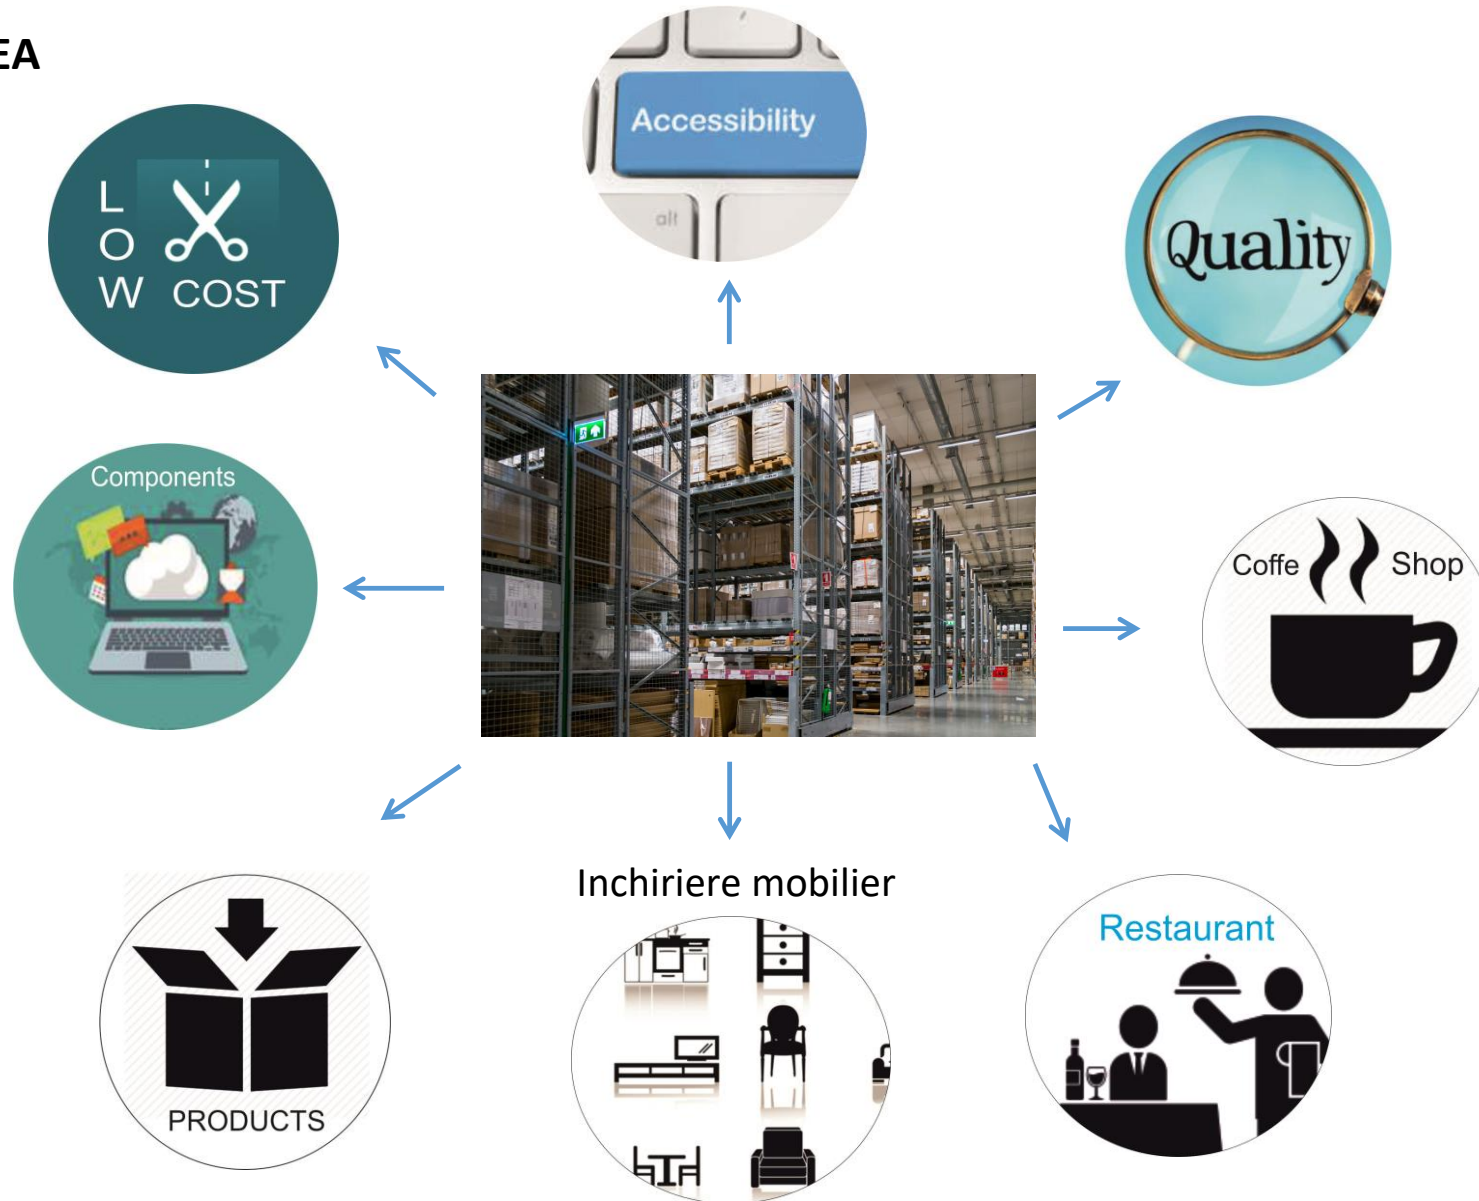 EA
Accessibility
alt
L
O
W COST
Quality
Components
Coffe Shop
Inchiriere mobilier
Restaurant
PRODUCTS